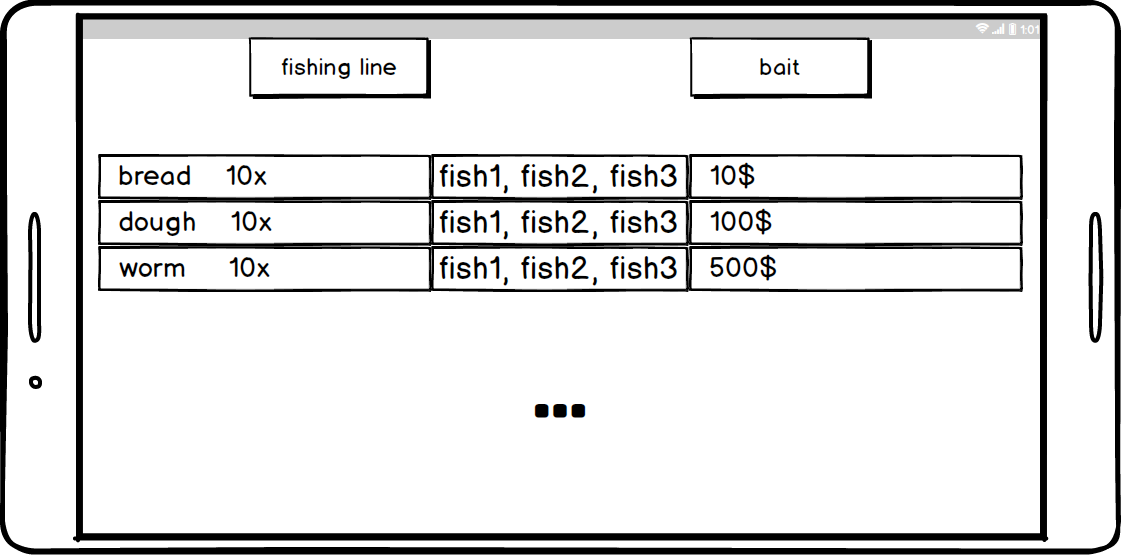 1:01
fishing line bait
bread 10x fish1, fish2, fish3 10$
dough 10x fish1, fish2, fish3 100$
worm 10x fish1, fish2, fish3 500$
...